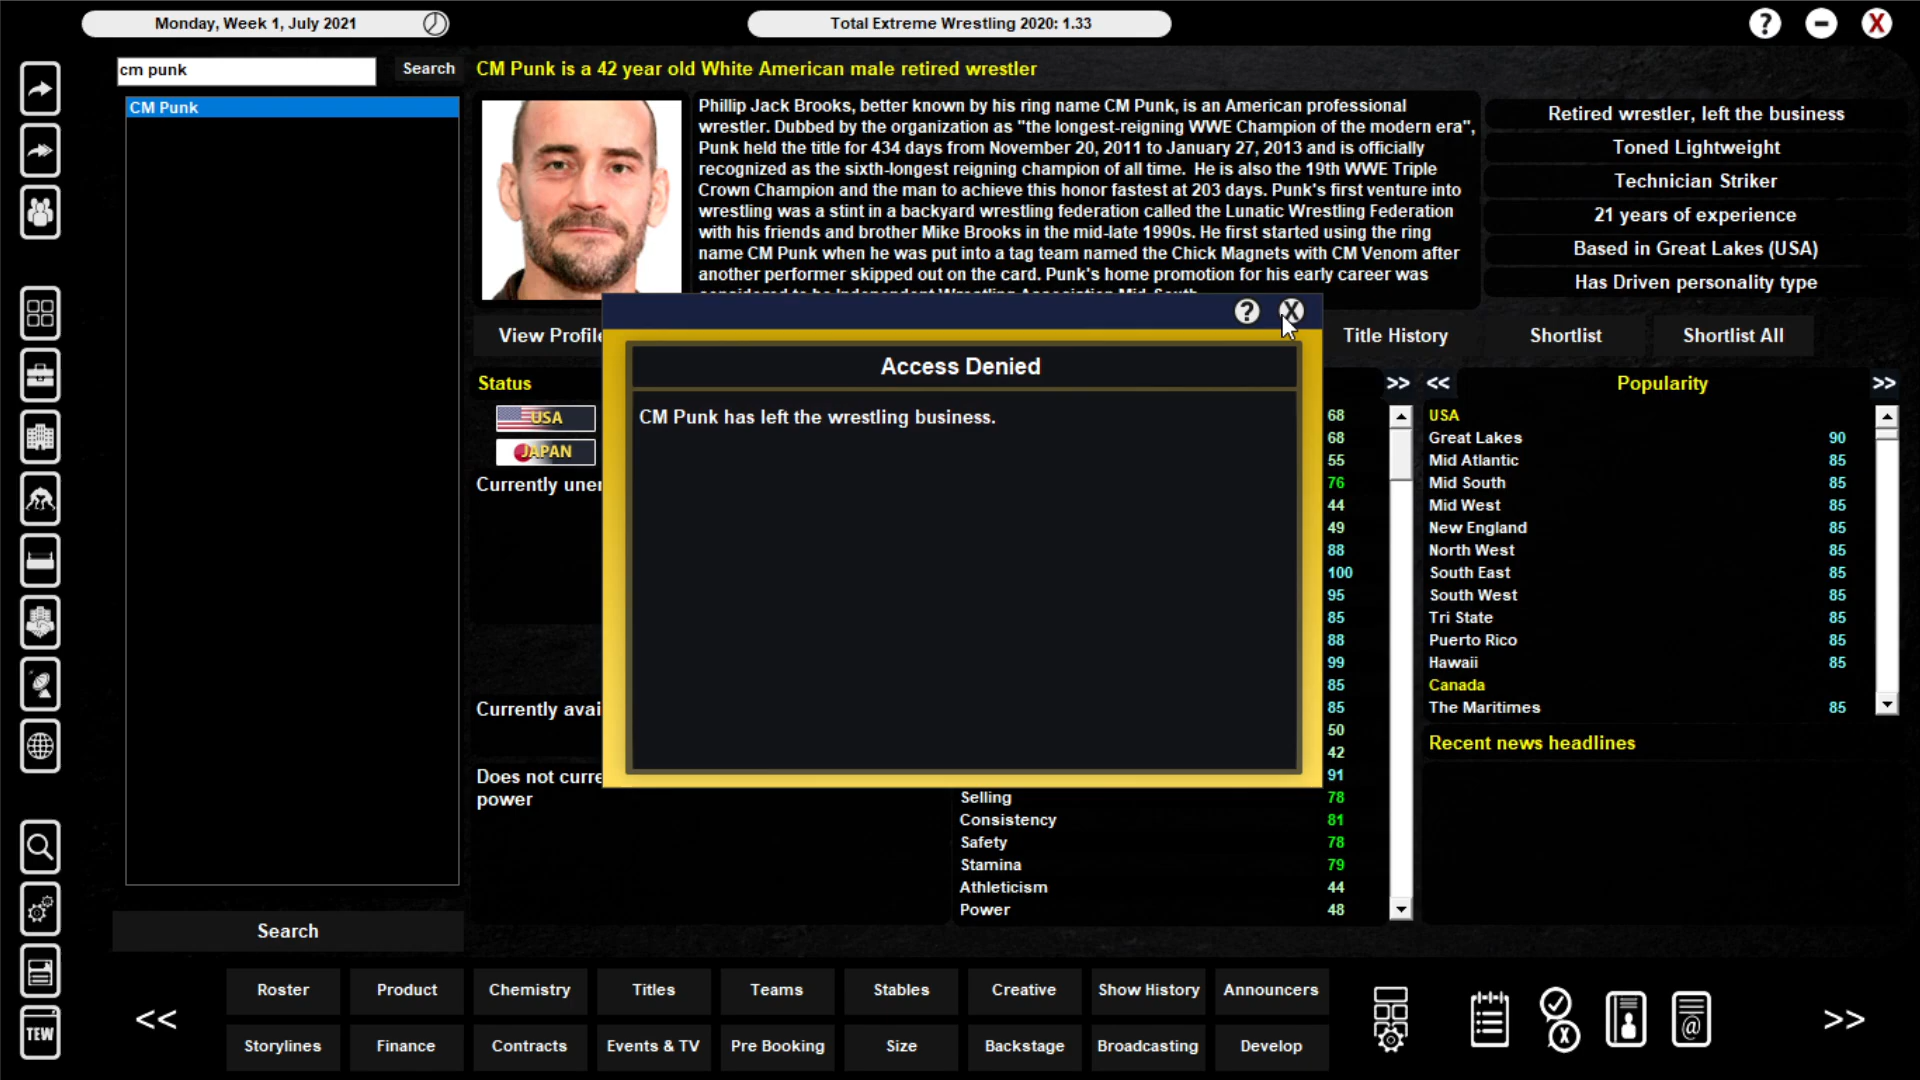 Monday, Week 1, July 2021
Total Extreme Wrestling 2020: 1.33
?
X
cm punk
Search
CM Punk
CM Punk is a 42 year old White American male retired wrestler
Phillip Jack Brooks, better known by his ring name CM Punk, is an American professional
wrestler. Dubbed by the organization as "the longest-reigning WWE Champion of the modern era",
Punk held the title for 434 days from November 20, 2011 to January 27, 2013 and is officially
recognized as the sixth-longest reigning champion of all time.  He is also the 19th WWE Triple
Crown Champion and the man to achieve this honor fastest at 203 days. Punk's first venture into
wrestling was a stint in a backyard wrestling federation called the Lunatic Wrestling Federation
with his friends and brother Mike Brooks in the mid-late 1990s. He first started using the ring
name CM Punk when he was put into a tag team named the Chick Magnets with CM Venom after
another performer skipped out on the card. Punk's home promotion for his early career was
Retired wrestler, left the business
Toned Lightweight
Technician Striker
21 years of experience
Based in Great Lakes (USA)
Has Driven personality type
View Profile
Title History
Shortlist
Shortlist All
? X
Access Denied
CM Punk has left the wrestling business.
Status
USA
JAPAN
Currently
Currently
Does not
power
>>
68
68
55
76
44
49
88
100
95
85
88
99
85
85
50
42
91
Selling 78
Consistency 81
Safety 78
Stamina 79
Athleticism 44
Power 48
<< Popularity >>
USA
Great Lakes 90
Mid Atlantic 85
Mid South 85
Mid West 85
New England 85
North West 85
South East 85
South West 85
Tri State 85
Puerto Rico 85
Hawaii 85
Canada
The Maritimes 85
Recent news headlines
Search
<<
Roster
Product
Chemistry
Titles
Teams
Stables
Creative
Show History
Announcers
Storylines
Finance
Contracts
Events & TV
Pre Booking
Size
Backstage
Broadcasting
Develop
>>
TEW